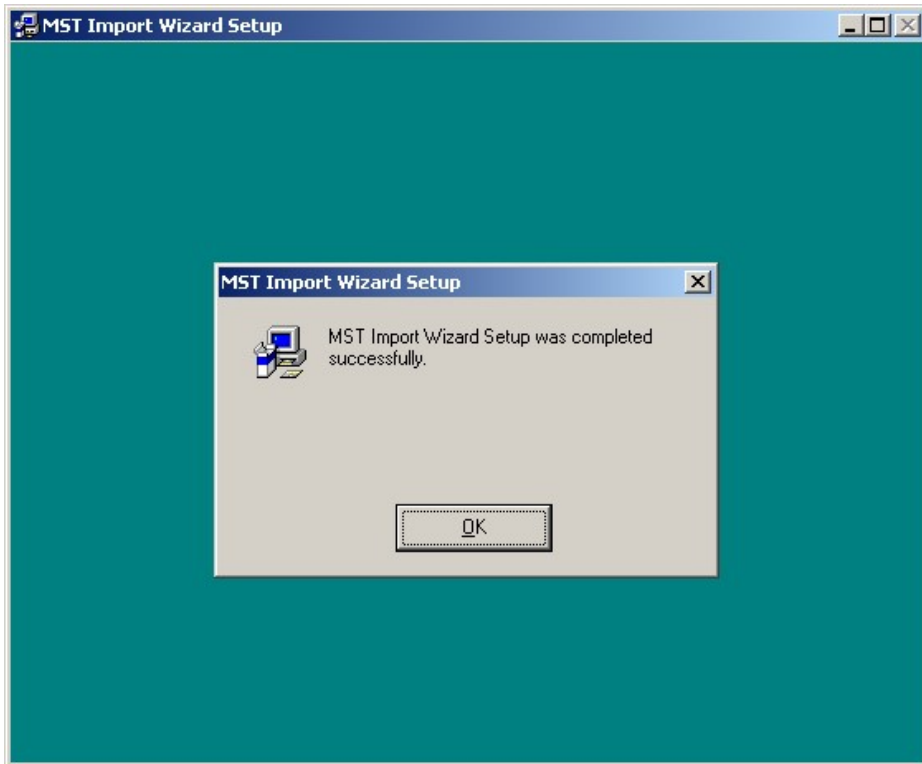 MST Import Wizard Setup
MST Import Wizard Setup
MST Import Wizard Setup was completed
successfully.
OK